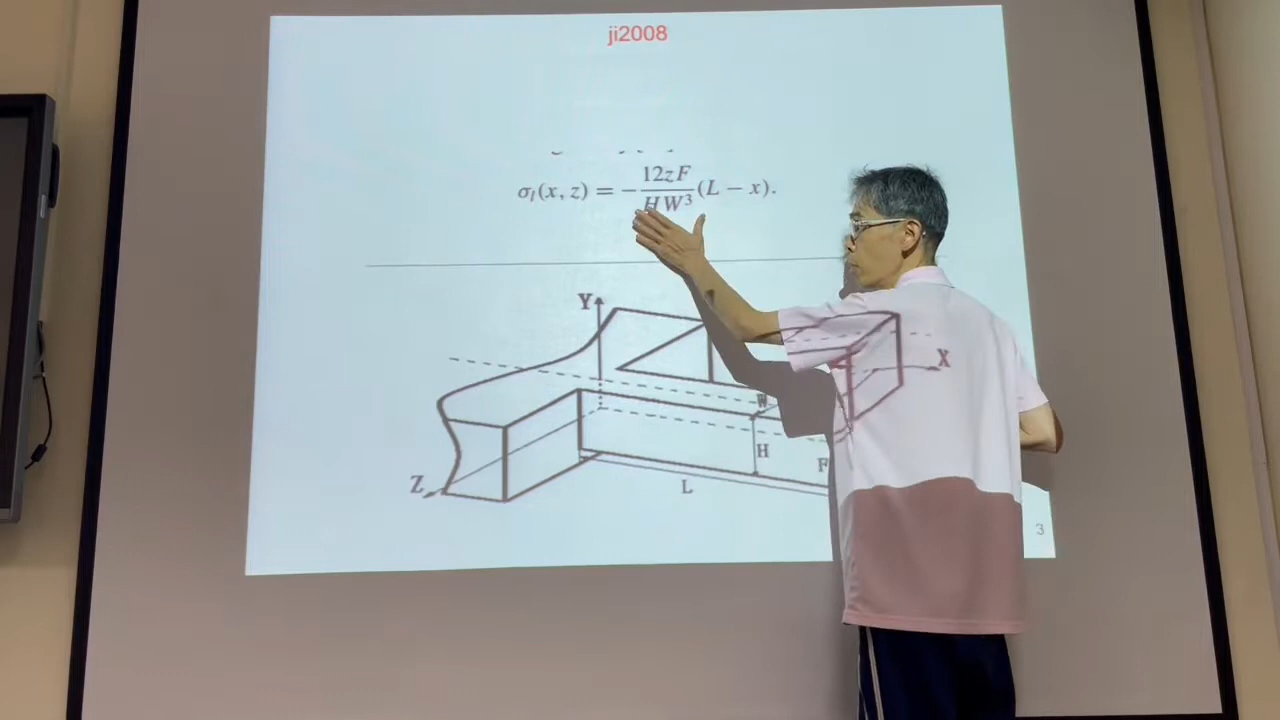 ji2008
σ_l(x, z) = −12zF/HW³(L − x).
Y
X
W
H
Z
F
L
3